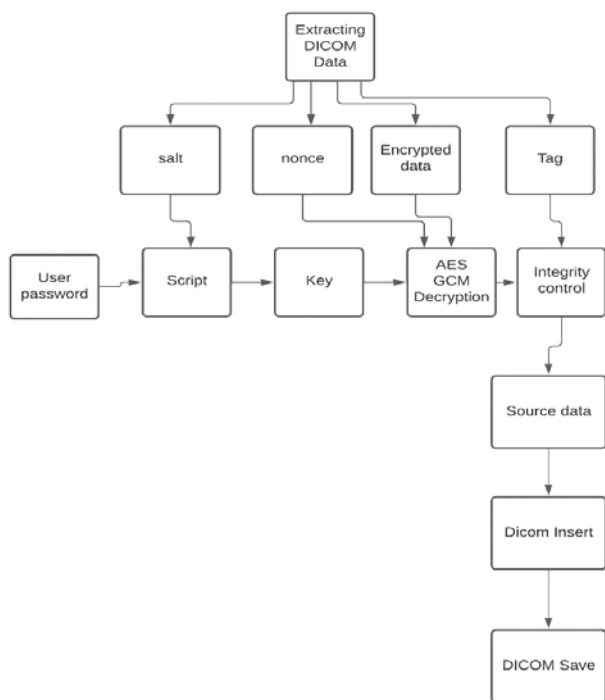 Extracting
DICOM
Data
salt
nonce
Encrypted
data
Tag
User
password
Script
Key
AES
GCM
Decryption
Integrity
control
Source data
Dicom Insert
DICOM Save